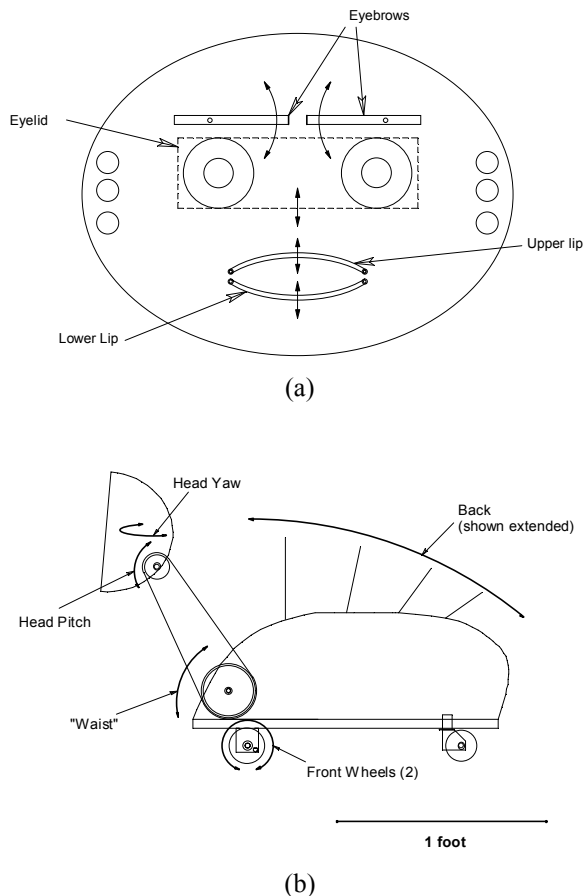 Eyebrows
Eyelid
Upper lip
Lower Lip
(a)
Head Yaw
Back
(shown extended)
Head Pitch
"Waist"
Front Wheels (2)
1 foot
(b)